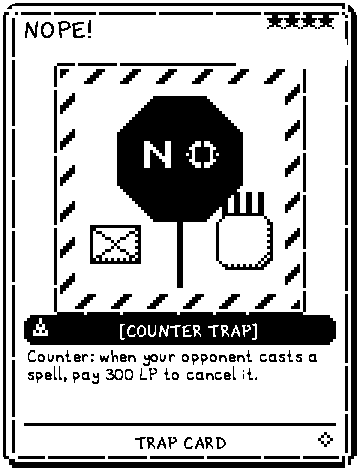 NOPE!
NO
[COUNTER TRAP]
Counter: when your opponent casts a
spell, pay 300 LP to cancel it.
TRAP CARD